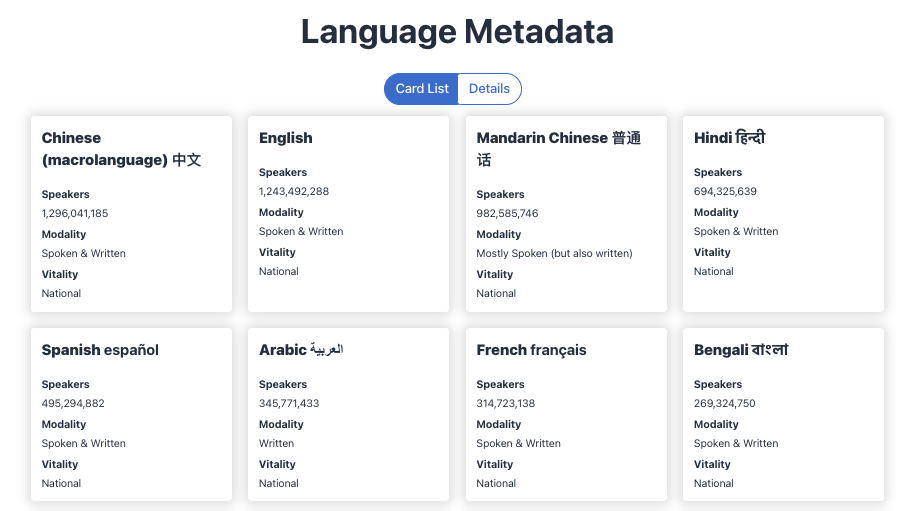 Language Metadata
Card List Details
Chinese
(macrolanguage) 中文
Speakers
1,296,041,185
Modality
Spoken & Written
Vitality
National
English
Speakers
1,243,492,288
Modality
Spoken & Written
Vitality
National
Mandarin Chinese 普通
话
Speakers
982,585,746
Modality
Mostly Spoken (but also written)
Vitality
National
Hindi हिन्दी
Speakers
694,325,639
Modality
Spoken & Written
Vitality
National
Spanish español
Speakers
495,294,882
Modality
Spoken & Written
Vitality
National
Arabic العربية
Speakers
345,771,433
Modality
Written
Vitality
National
French français
Speakers
314,723,138
Modality
Spoken & Written
Vitality
National
Bengali বাংলা
Speakers
269,324,750
Modality
Spoken & Written
Vitality
National